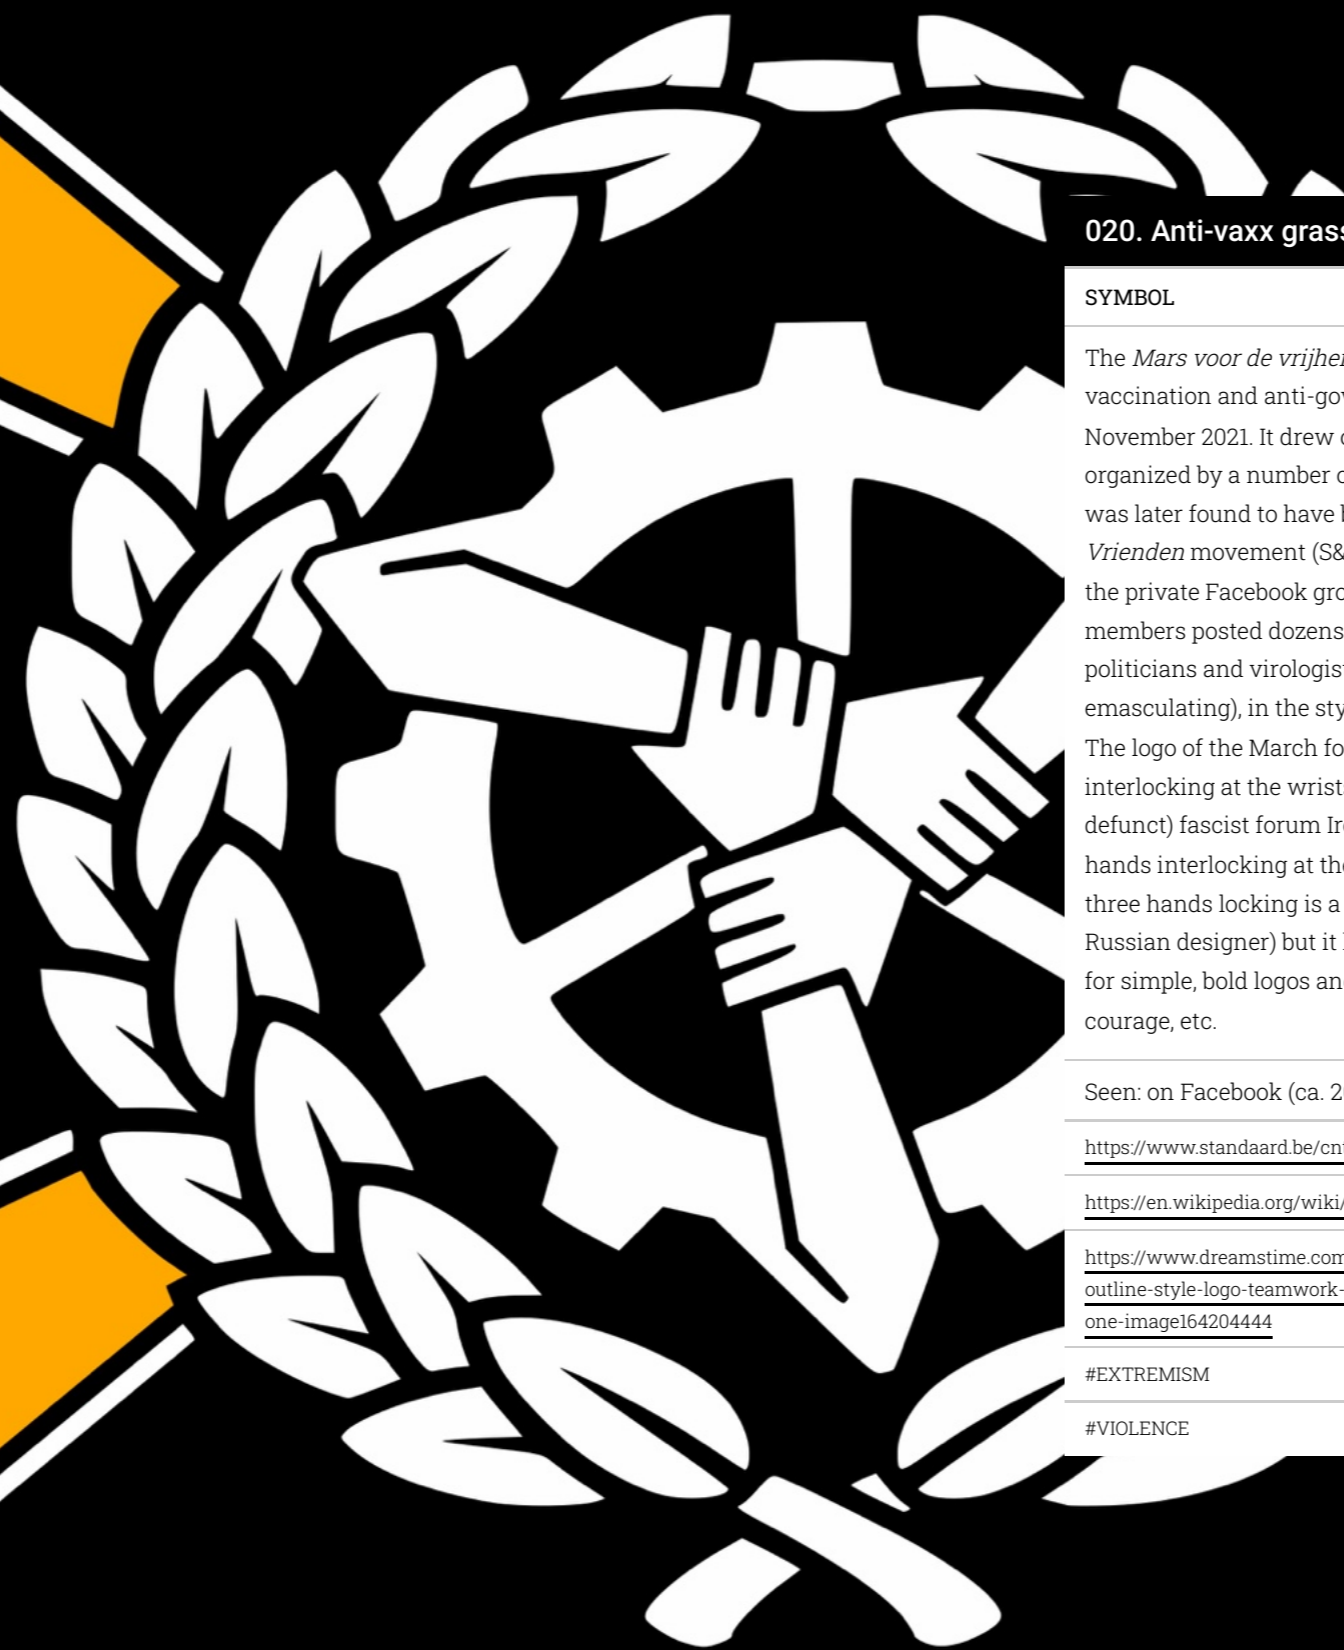 020. Anti-vaxx grass
SYMBOL
The Mars voor de vrijhei
vaccination and anti-gov
November 2021. It drew
organized by a number
was later found to have
Vrienden movement (S&
the private Facebook gro
members posted dozens
politicians and virologis
emasculating), in the sty
The logo of the March fo
interlocking at the wrist
defunct) fascist forum Ir
hands interlocking at the
three hands locking is a
Russian designer) but it
for simple, bold logos an
courage, etc.
Seen: on Facebook (ca. 2
https://www.standaard.be/cn
https://en.wikipedia.org/wiki/
https://www.dreamstime.com
outline-style-logo-teamwork-
one-image164204444
#EXTREMISM
#VIOLENCE